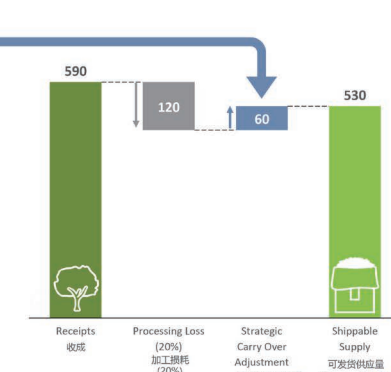 590
120
60
530
Receipts
收成
Processing Loss
(20%)
加工损耗
(20%)
Strategic
Carry Over
Adjustment
Shippable
Supply
可发货供应量